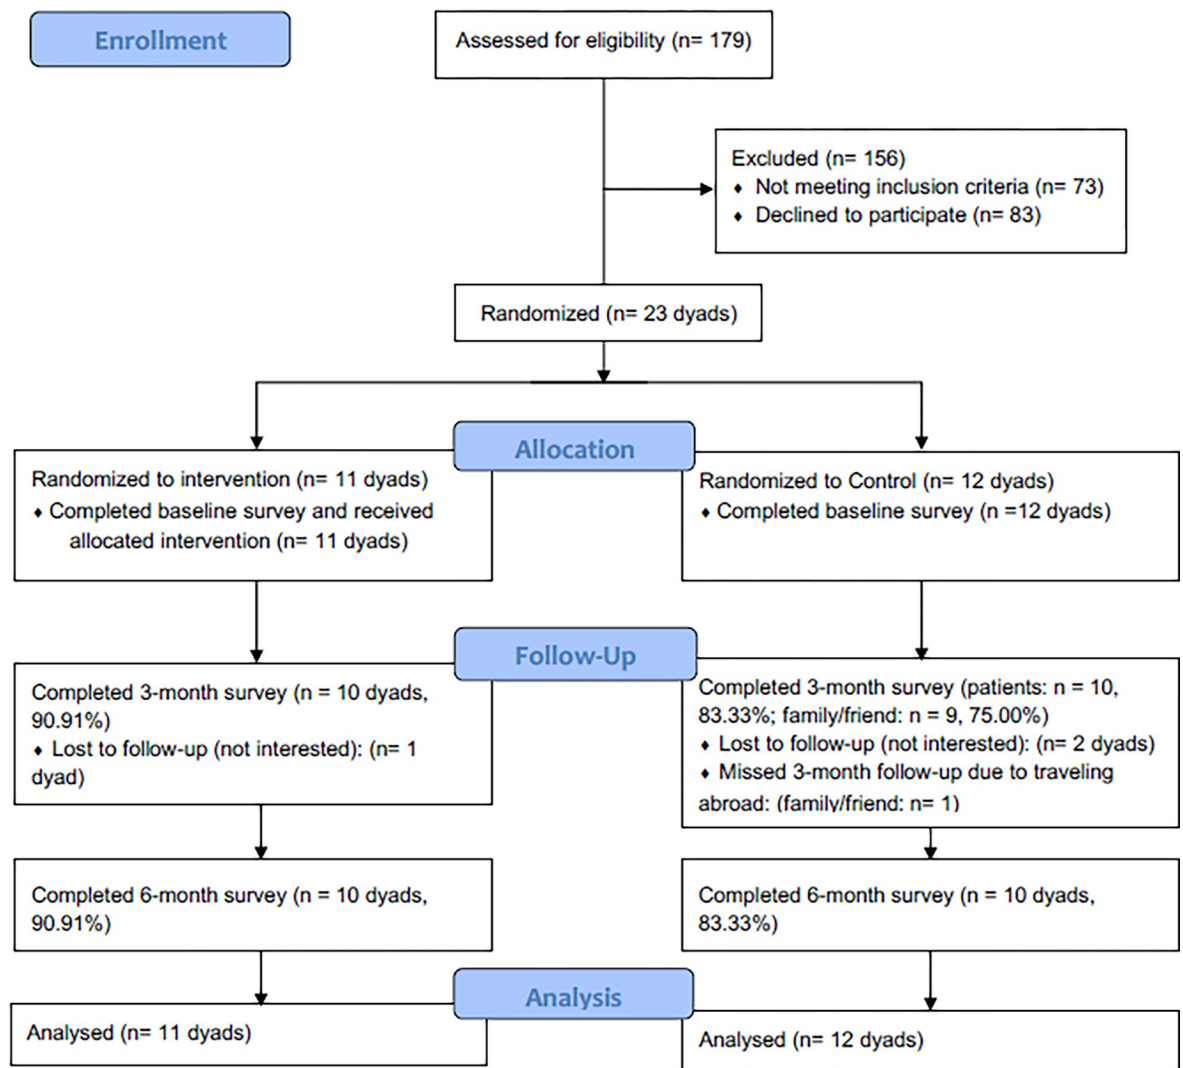 Enrollment
Assessed for eligibility (n= 179)
Excluded (n= 156)
♦ Not meeting inclusion criteria (n= 73)
♦ Declined to participate (n= 83)
Randomized (n= 23 dyads)
Allocation
Randomized to intervention (n= 11 dyads)
♦ Completed baseline survey and received
allocated intervention (n= 11 dyads)
Randomized to Control (n= 12 dyads)
♦ Completed baseline survey (n =12 dyads)
Follow-Up
Completed 3-month survey (n = 10 dyads,
90.91%)
♦ Lost to follow-up (not interested): (n= 1
dyad)
Completed 3-month survey (patients: n = 10,
83.33%; family/friend: n = 9, 75.00%)
♦ Lost to follow-up (not interested): (n= 2 dyads)
♦ Missed 3-month follow-up due to traveling
abroad: (family/friend: n= 1)
Completed 6-month survey (n = 10 dyads,
90.91%)
Completed 6-month survey (n = 10 dyads,
83.33%)
Analysis
Analysed (n= 11 dyads)
Analysed (n= 12 dyads)